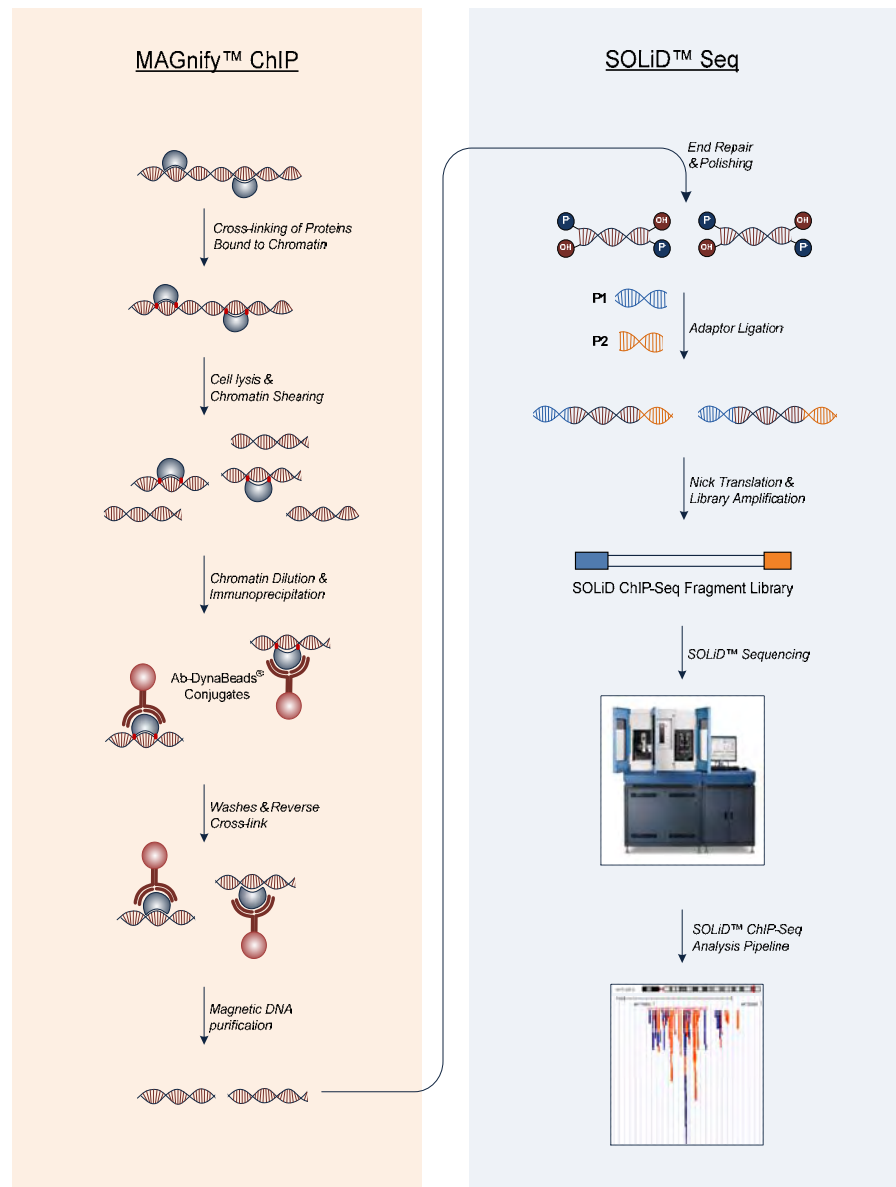 MAGnify™ ChIP
Cross-linking of Proteins
Bound to Chromatin
Cell lysis &
Chromatin Shearing
Chromatin Dilution &
Immunoprecipitation
Ab-DynaBeads®
Conjugates
Washes & Reverse
Cross-link
Magnetic DNA
purification
SOLiD™ Seq
End Repair
& Polishing
P OH P OH
OH P OH P
P1
Adaptor Ligation
P2
Nick Translation &
Library Amplification
SOLiD ChIP-Seq Fragment Library
SOLiD™ Sequencing
SOLiD™ ChIP-Seq
Analysis Pipeline